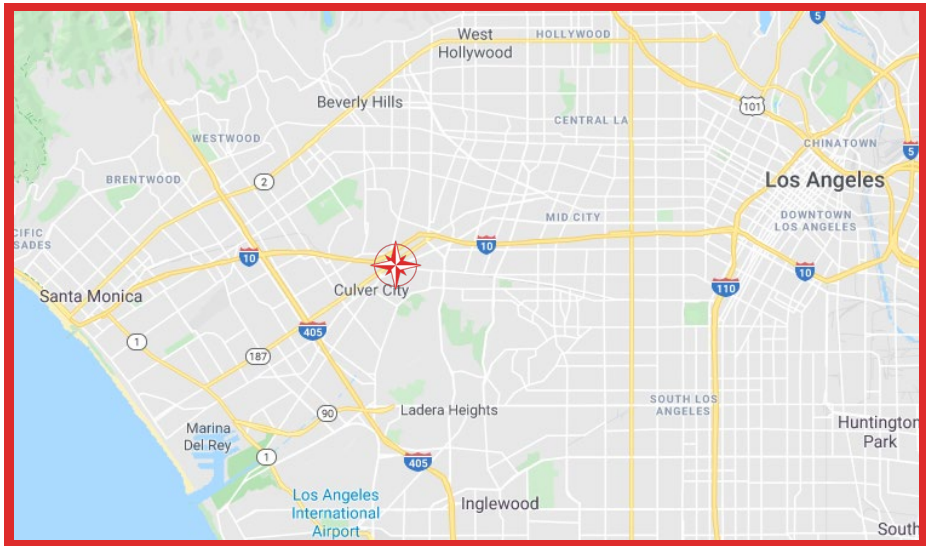 5
West
Hollywood
HOLLYWOOD
Beverly Hills
101
CENTRAL LA
WESTWOOD
CHINATOWN
5
BRENTWOOD
2
Los Angeles
MID CITY
DOWNTOWN
LOS ANGELES
CIFIC
SADES
10
10
10
Santa Monica
Culver City
110
405
1
187
SOUTH LOS
ANGELES
90
Ladera Heights
Huntington
Park
Marina
Del Rey
1
405
Los Angeles
International
Airport
Inglewood
South